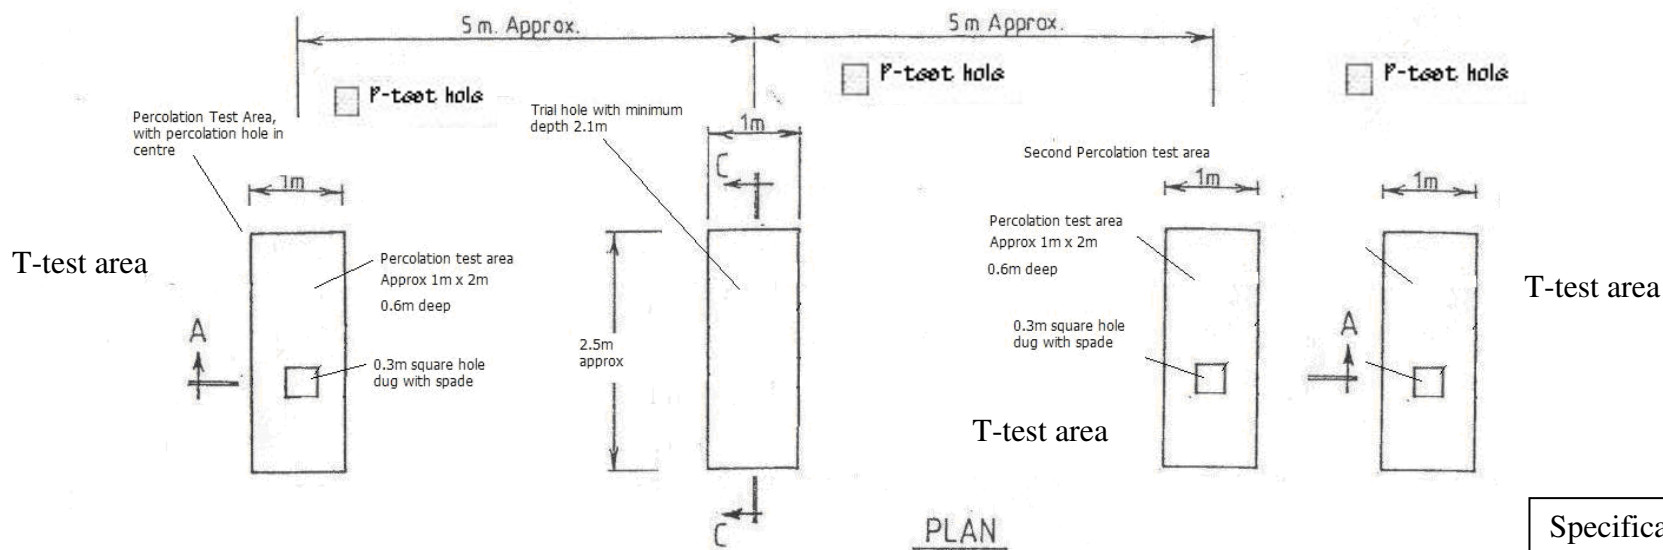 5 m. Approx.
5 m Approx.
P-test hole
P-test hole
P-test hole
Percolation Test Area,
with percolation hole in
centre
Trial hole with minimum
depth 2.1m
1m
C
Second Percolation test area
1m
1m
1m
T-test area
Percolation test area
Approx 1m x 2m
0.6m deep
Percolation test area
Approx 1m x 2m
0.6m deep
T-test area
A
0.3m square hole
dug with spade
2.5m
approx
0.3m square hole
dug with spade
A
T-test area
C
PLAN
Specifica